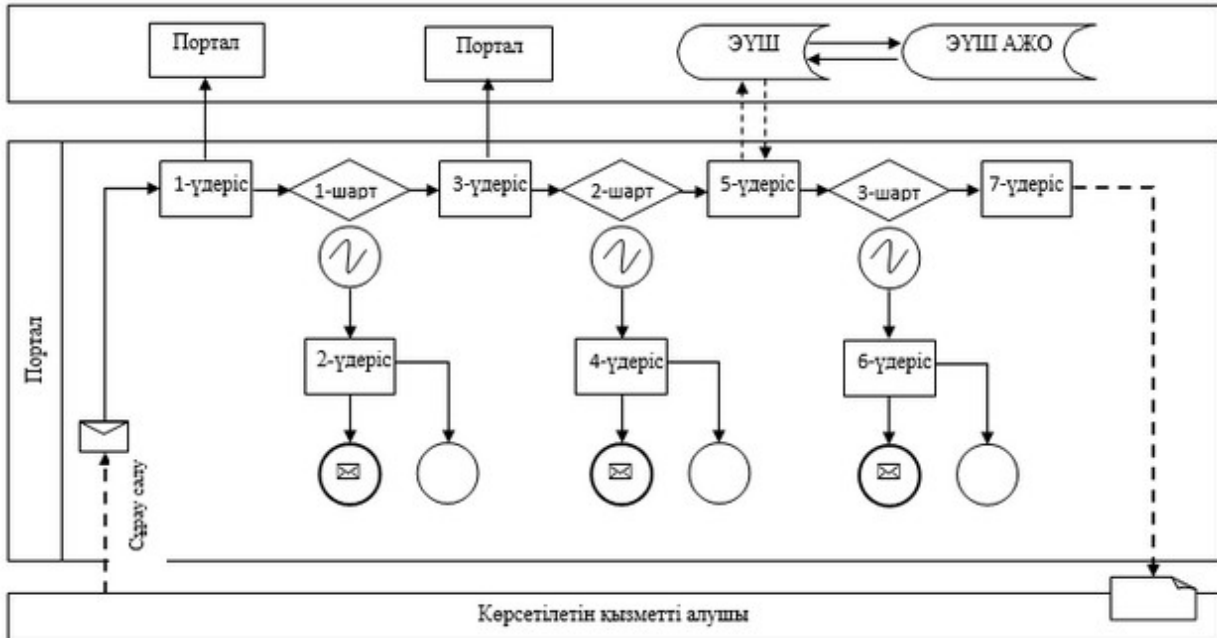 Портал
Портал
ЭҮШ
ЭҮШ АЖО
1-үдеріс
1-шарт
3-үдеріс
2-шарт
5-үдеріс
3-шарт
7-үдеріс
2-үдеріс
4-үдеріс
6-үдеріс
Портал
Сұрау салу
Көрсетілетін қызметті алушы